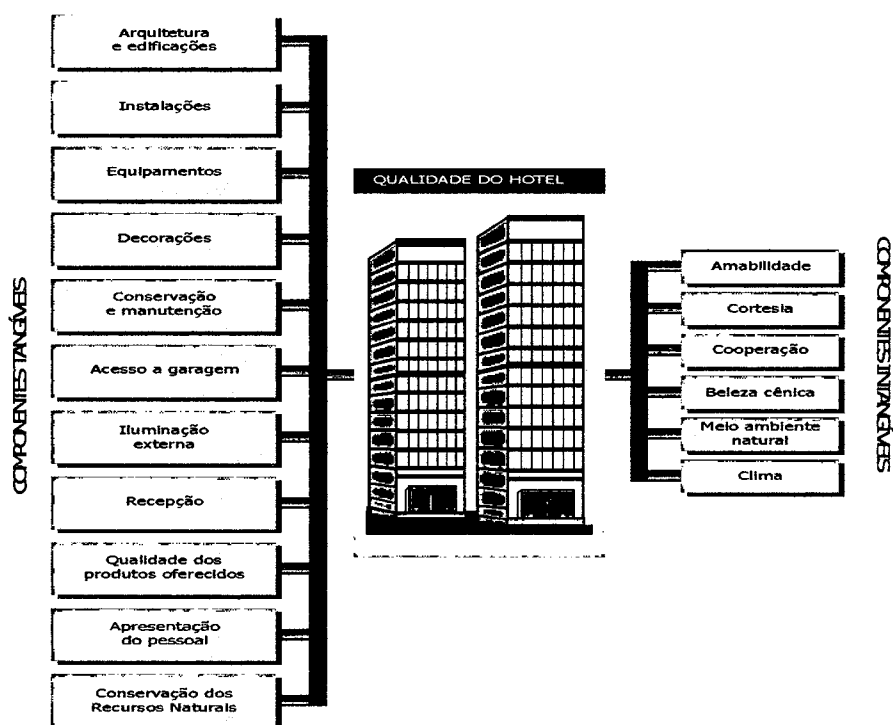 COMPONENTES TANGÍVEIS
Arquitetura
e edificações
Instalações
Equipamentos
Decorações
Conservação
e manutenção
Acesso a garagem
Iluminação
externa
Recepção
Qualidade dos
produtos oferecidos
Apresentação
do pessoal
Conservação dos
Recursos Naturais
QUALIDADE DO HOTEL
Amabilidade
Cortesia
Cooperação
Beleza cênica
Meio ambiente
natural
Clima
COMPONENTES INTANGÍVEIS